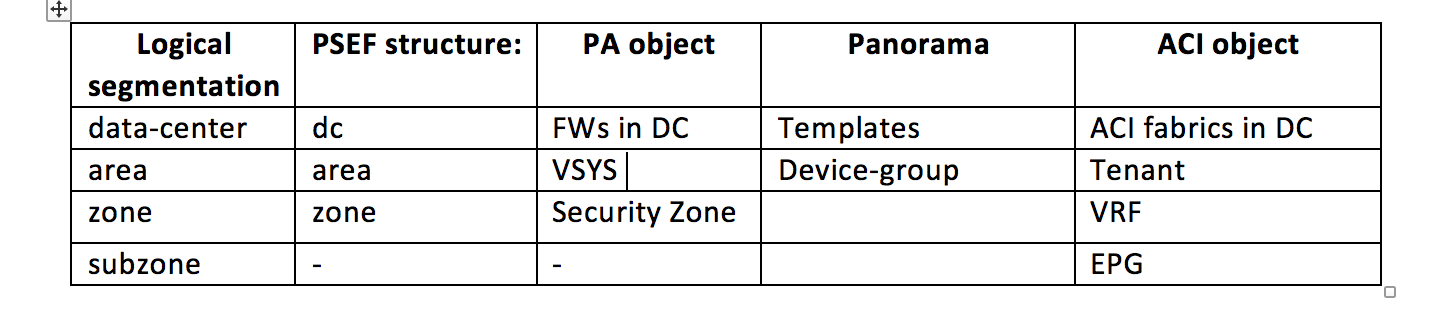 Logical segmentation PSEF structure: PA object Panorama ACI object
data-center dc FWs in DC Templates ACI fabrics in DC
area area VSYS Device-group Tenant
zone zone Security Zone VRF
subzone - - EPG